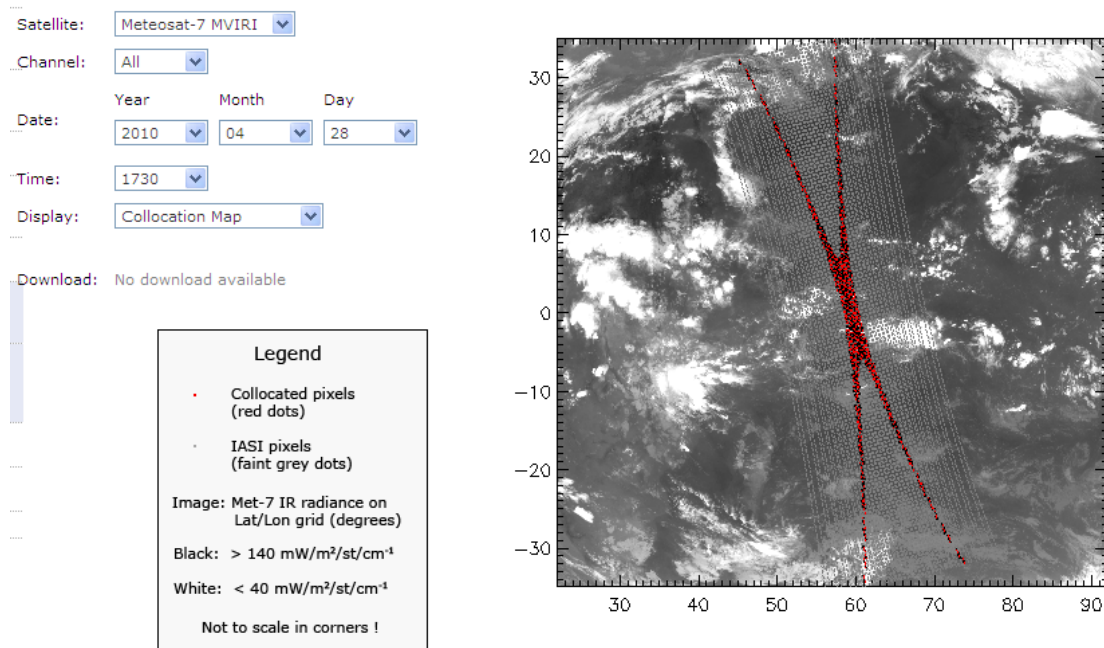 Satellite: Meteosat-7 MVIRI
Channel: All
Year Month Day
Date: 2010 04 28
Time: 1730
Display: Collocation Map
Download: No download available
Legend
Collocated pixels
(red dots)
IASI pixels
(faint grey dots)
Image: Met-7 IR radiance on
Lat/Lon grid (degrees)
Black: > 140 mW/m²/st/cm⁻¹
White: < 40 mW/m²/st/cm⁻¹
Not to scale in corners !
30
20
10
0
−10
−20
−30
30 40 50 60 70 80 90